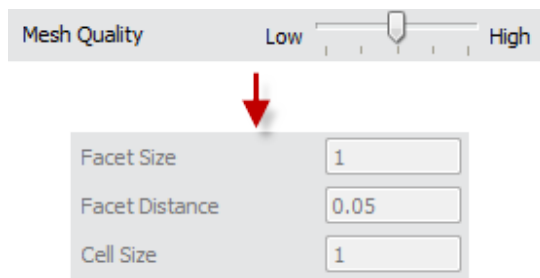 Mesh Quality Low High
Facet Size 1
Facet Distance 0.05
Cell Size 1